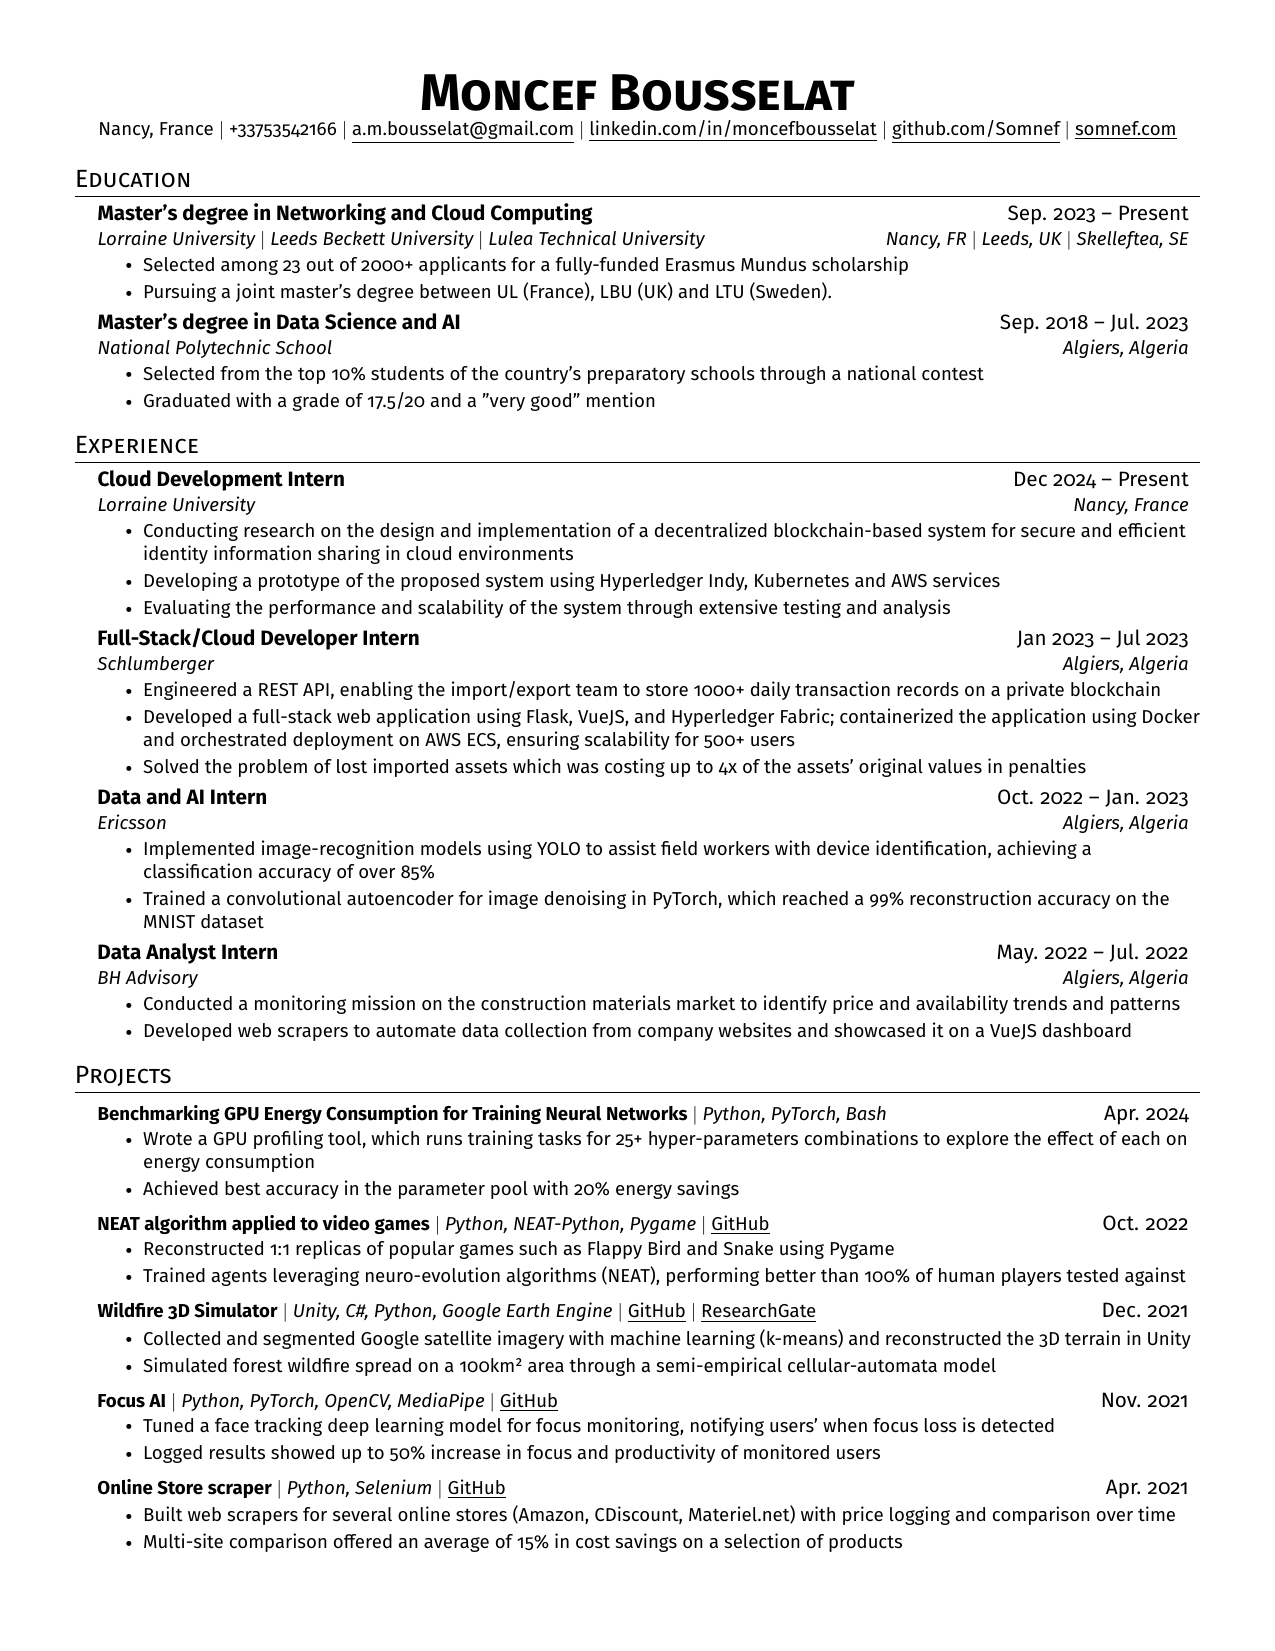 Moncef Bousselat
Nancy, France | +33753542166 | a.m.bousselat@gmail.com | linkedin.com/in/moncefbousselat | github.com/Somnef | somnef.com
Education
Master’s degree in Networking and Cloud Computing Sep. 2023 – Present
Lorraine University | Leeds Beckett University | Lulea Technical University Nancy, FR | Leeds, UK | Skelleftea, SE
• Selected among 23 out of 2000+ applicants for a fully-funded Erasmus Mundus scholarship
• Pursuing a joint master’s degree between UL (France), LBU (UK) and LTU (Sweden).
Master’s degree in Data Science and AI Sep. 2018 – Jul. 2023
National Polytechnic School Algiers, Algeria
• Selected from the top 10% students of the country’s preparatory schools through a national contest
• Graduated with a grade of 17.5/20 and a ”very good” mention
Experience
Cloud Development Intern Dec 2024 – Present
Lorraine University Nancy, France
• Conducting research on the design and implementation of a decentralized blockchain-based system for secure and efficient
identity information sharing in cloud environments
• Developing a prototype of the proposed system using Hyperledger Indy, Kubernetes and AWS services
• Evaluating the performance and scalability of the system through extensive testing and analysis
Full-Stack/Cloud Developer Intern Jan 2023 – Jul 2023
Schlumberger Algiers, Algeria
• Engineered a REST API, enabling the import/export team to store 1000+ daily transaction records on a private blockchain
• Developed a full-stack web application using Flask, VueJS, and Hyperledger Fabric; containerized the application using Docker
and orchestrated deployment on AWS ECS, ensuring scalability for 500+ users
• Solved the problem of lost imported assets which was costing up to 4x of the assets’ original values in penalties
Data and AI Intern Oct. 2022 – Jan. 2023
Ericsson Algiers, Algeria
• Implemented image-recognition models using YOLO to assist field workers with device identification, achieving a
classification accuracy of over 85%
• Trained a convolutional autoencoder for image denoising in PyTorch, which reached a 99% reconstruction accuracy on the
MNIST dataset
Data Analyst Intern May. 2022 – Jul. 2022
BH Advisory Algiers, Algeria
• Conducted a monitoring mission on the construction materials market to identify price and availability trends and patterns
• Developed web scrapers to automate data collection from company websites and showcased it on a VueJS dashboard
Projects
Benchmarking GPU Energy Consumption for Training Neural Networks | Python, PyTorch, Bash Apr. 2024
• Wrote a GPU profiling tool, which runs training tasks for 25+ hyper-parameters combinations to explore the effect of each on
energy consumption
• Achieved best accuracy in the parameter pool with 20% energy savings
NEAT algorithm applied to video games | Python, NEAT-Python, Pygame | GitHub Oct. 2022
• Reconstructed 1:1 replicas of popular games such as Flappy Bird and Snake using Pygame
• Trained agents leveraging neuro-evolution algorithms (NEAT), performing better than 100% of human players tested against
Wildfire 3D Simulator | Unity, C#, Python, Google Earth Engine | GitHub | ResearchGate Dec. 2021
• Collected and segmented Google satellite imagery with machine learning (k-means) and reconstructed the 3D terrain in Unity
• Simulated forest wildfire spread on a 100km² area through a semi-empirical cellular-automata model
Focus AI | Python, PyTorch, OpenCV, MediaPipe | GitHub Nov. 2021
• Tuned a face tracking deep learning model for focus monitoring, notifying users’ when focus loss is detected
• Logged results showed up to 50% increase in focus and productivity of monitored users
Online Store scraper | Python, Selenium | GitHub Apr. 2021
• Built web scrapers for several online stores (Amazon, CDiscount, Materiel.net) with price logging and comparison over time
• Multi-site comparison offered an average of 15% in cost savings on a selection of products